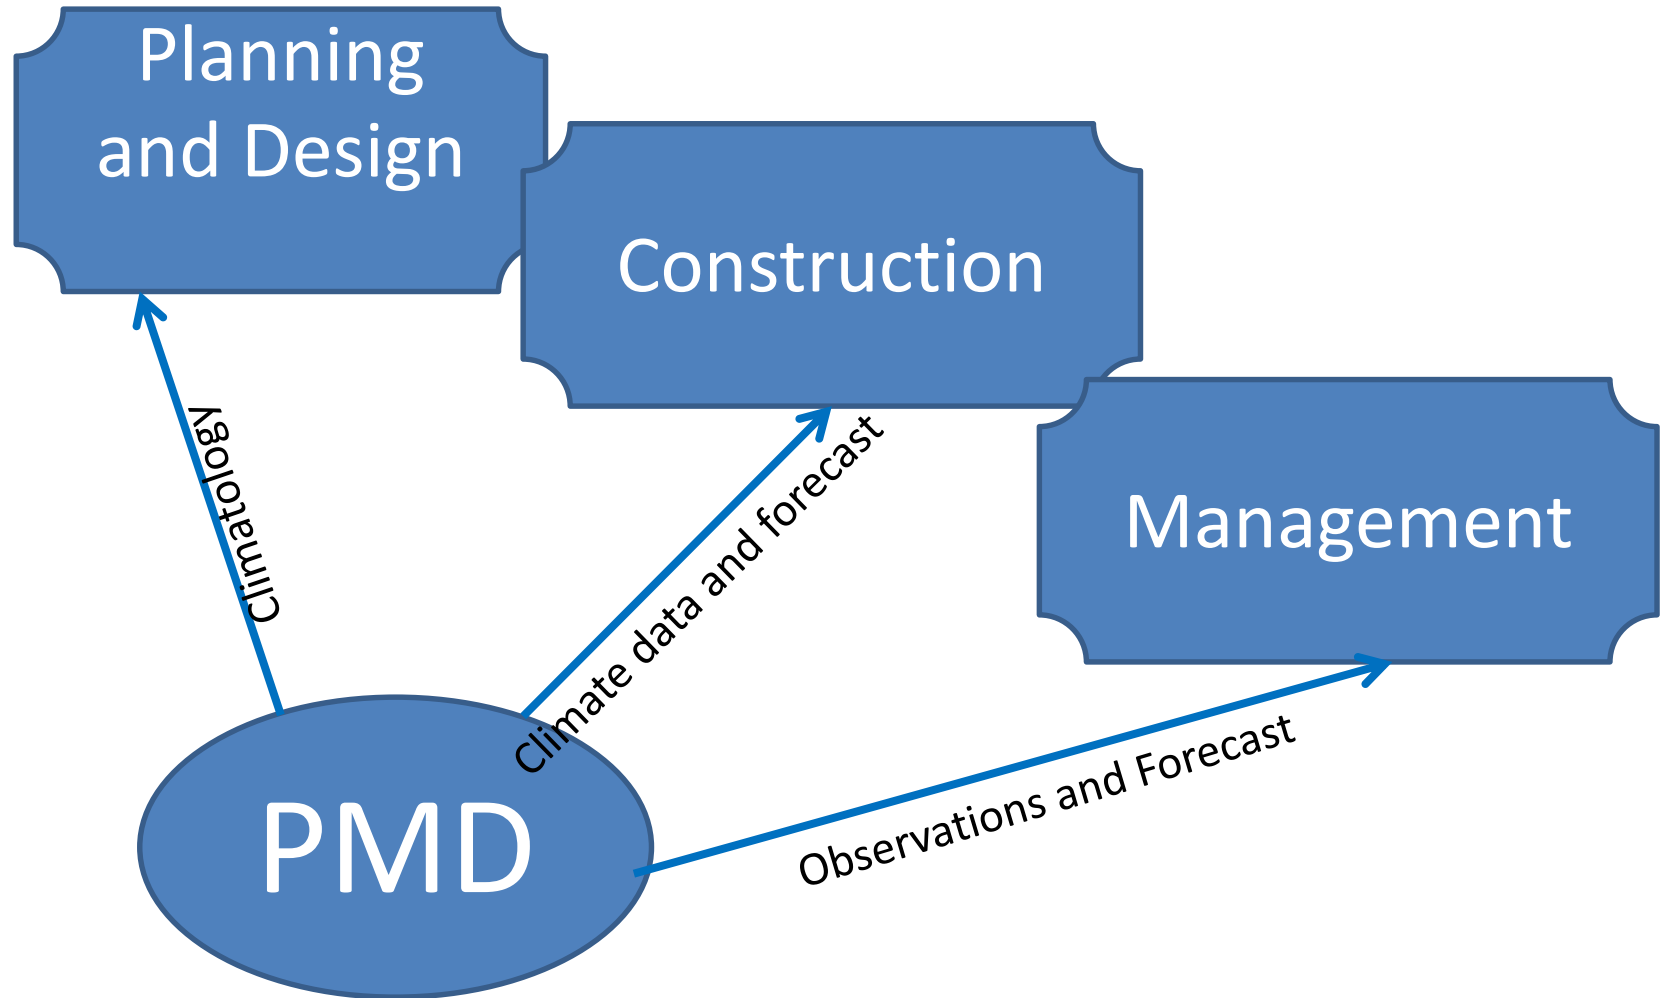 Planning
and Design
Construction
Management
Climatology
Climate data and forecast
Observations and Forecast
PMD